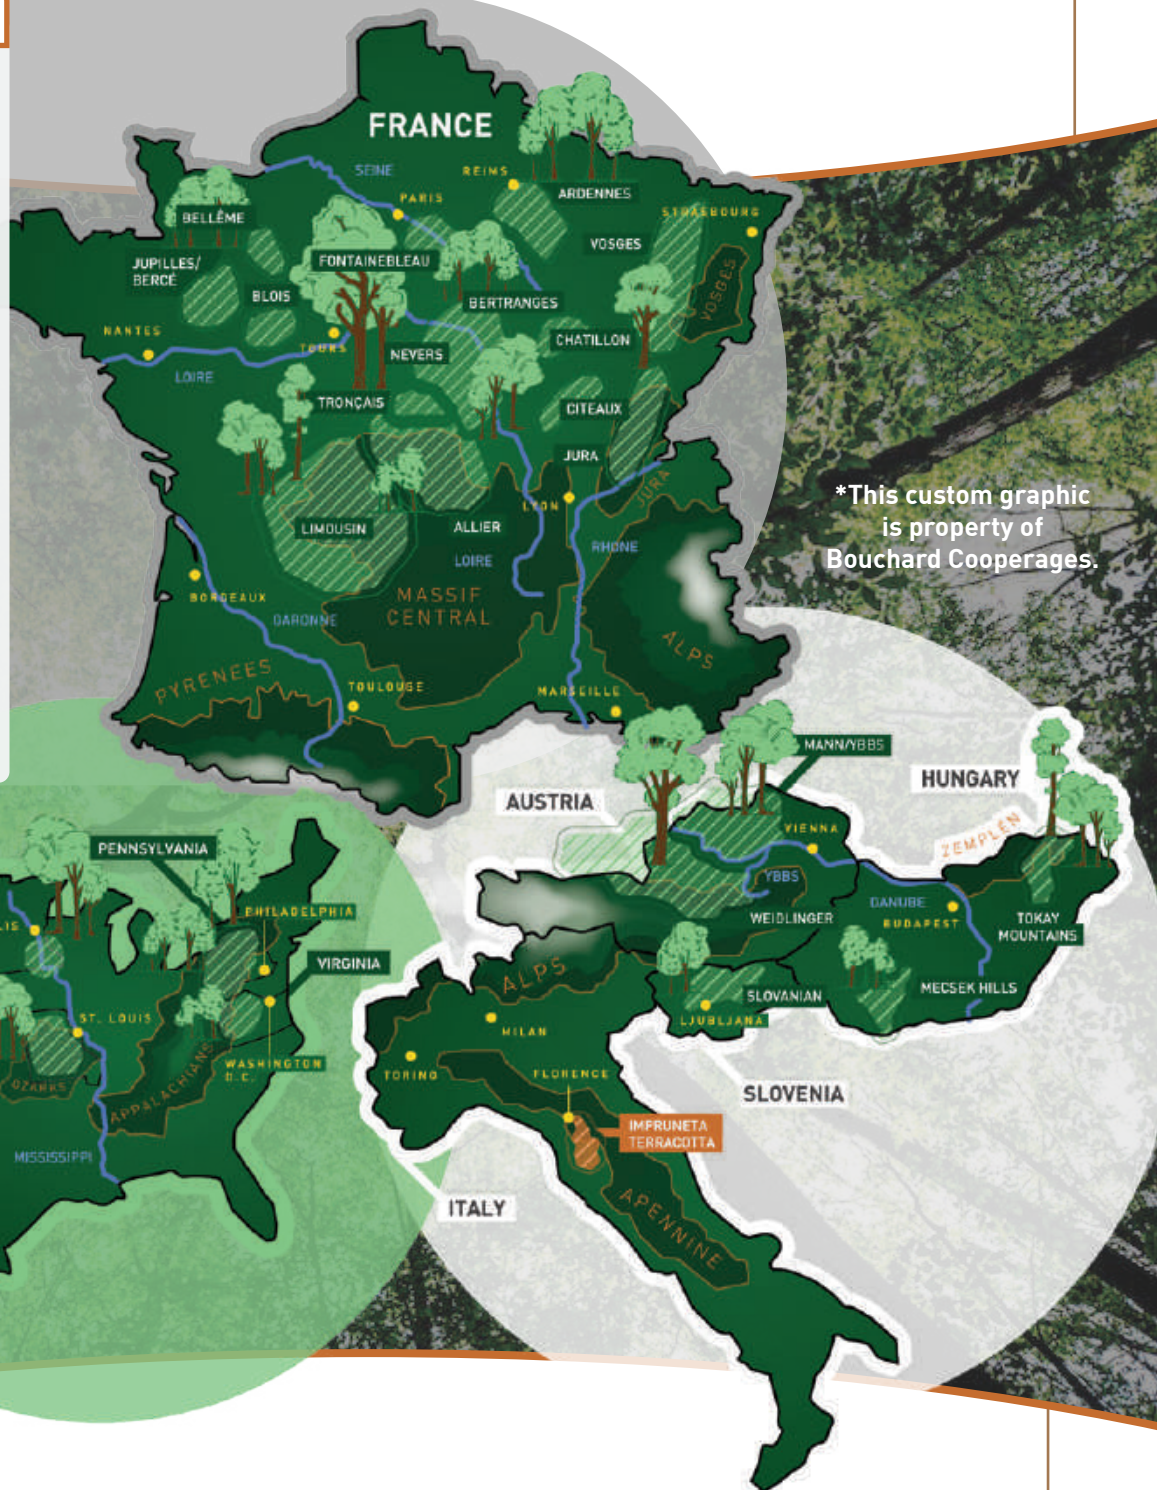 FRANCE
SEINE
REIMS
ARDENNES
PARIS
BELLÊME
STRASBOURG
VOSGES
FONTAINEBLEAU
JUPILLES/
BERCÉ
VOSGES
BLOIS
BERTRANGES
NANTES
TOURS
CHATILLON
NEVERS
LOIRE
TRONÇAIS
CITEAUX
JURA
JURA
LYON
LIMOUSIN
ALLIER
LOIRE
RHONE
*This custom graphic
is property of
Bouchard Cooperages.
BORDEAUX
MASSIF
CENTRAL
GARONNE
ALPS
PYRENEES
TOULOUGE
MARSEILLE
MANN/YBBS
HUNGARY
AUSTRIA
VIENNA
ZEMPLÉN
PENNSYLVANIA
YBBS
DANUBE
BUDAPEST
WEIDLINGER
TOKAY
MOUNTAINS
PHILADELPHIA
LIS
VIRGINIA
ALPS
SLOVANIAN
MECSEK HILLS
LJUBLJANA
ST. LOUIS
MILAN
WASHINGTON
D.C.
TORINO
FLORENCE
OZARKS
APPALACHIANS
SLOVENIA
IMPRUNETA
TERRACOTTA
MISSISSIPPI
ITALY
APENNINE